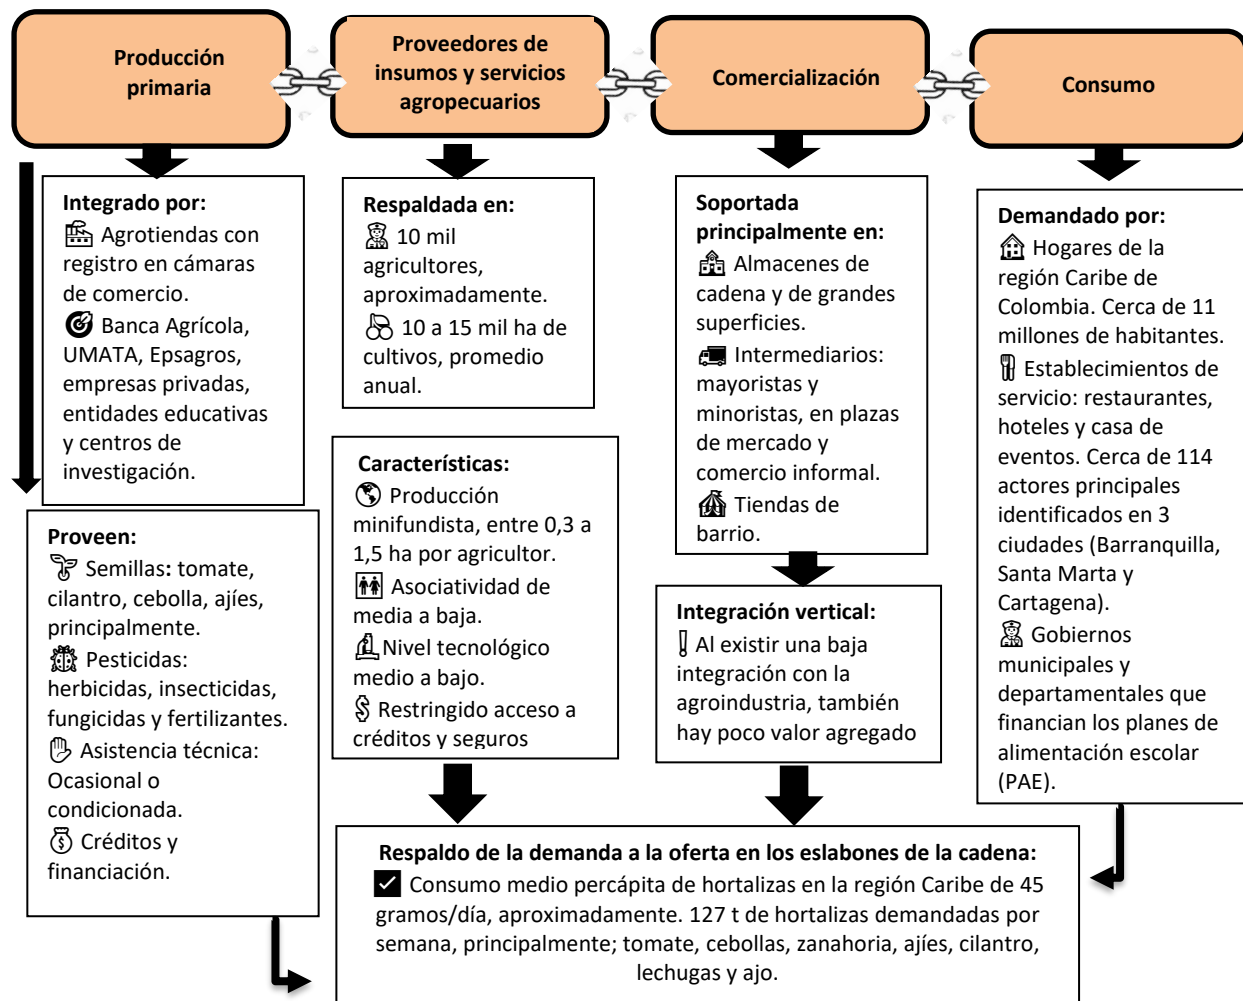 Producción
primaria
Proveedores de
insumos y servicios
agropecuarios
Comercialización
Consumo
Integrado por:
Agrotiendas con
registro en cámaras
de comercio.
Banca Agrícola,
UMATA, Epsagros,
empresas privadas,
entidades educativas
y centros de
investigación.
Proveen:
Semillas: tomate,
cilantro, cebolla, ajíes,
principalmente.
Pesticidas:
herbicidas, insecticidas,
fungicidas y fertilizantes.
Asistencia técnica:
Ocasional o
condicionada.
Créditos y
financiación.
Respaldada en:
10 mil
agricultores,
aproximadamente.
10 a 15 mil ha de
cultivos, promedio
anual.
Características:
Producción
minifundista, entre 0,3 a
1,5 ha por agricultor.
Asociatividad de
media a baja.
Nivel tecnológico
medio a bajo.
Restringido acceso a
créditos y seguros
Soportada
principalmente en:
Almacenes de
cadena y de grandes
superficies.
Intermediarios:
mayoristas y
minoristas, en plazas
de mercado y
comercio informal.
Tiendas de
barrio.
Integración vertical:
Al existir una baja
integración con la
agroindustria, también
hay poco valor agregado
Demandado por:
Hogares de la
región Caribe de
Colombia. Cerca de 11
millones de habitantes.
Establecimientos de
servicio: restaurantes,
hoteles y casa de
eventos. Cerca de 114
actores principales
identificados en 3
ciudades (Barranquilla,
Santa Marta y
Cartagena).
Gobiernos
municipales y
departamentales que
financian los planes de
alimentación escolar
(PAE).
Respaldo de la demanda a la oferta en los eslabones de la cadena:
Consumo medio percápita de hortalizas en la región Caribe de 45
gramos/día, aproximadamente. 127 t de hortalizas demandadas por
semana, principalmente; tomate, cebollas, zanahoria, ajíes, cilantro,
lechugas y ajo.